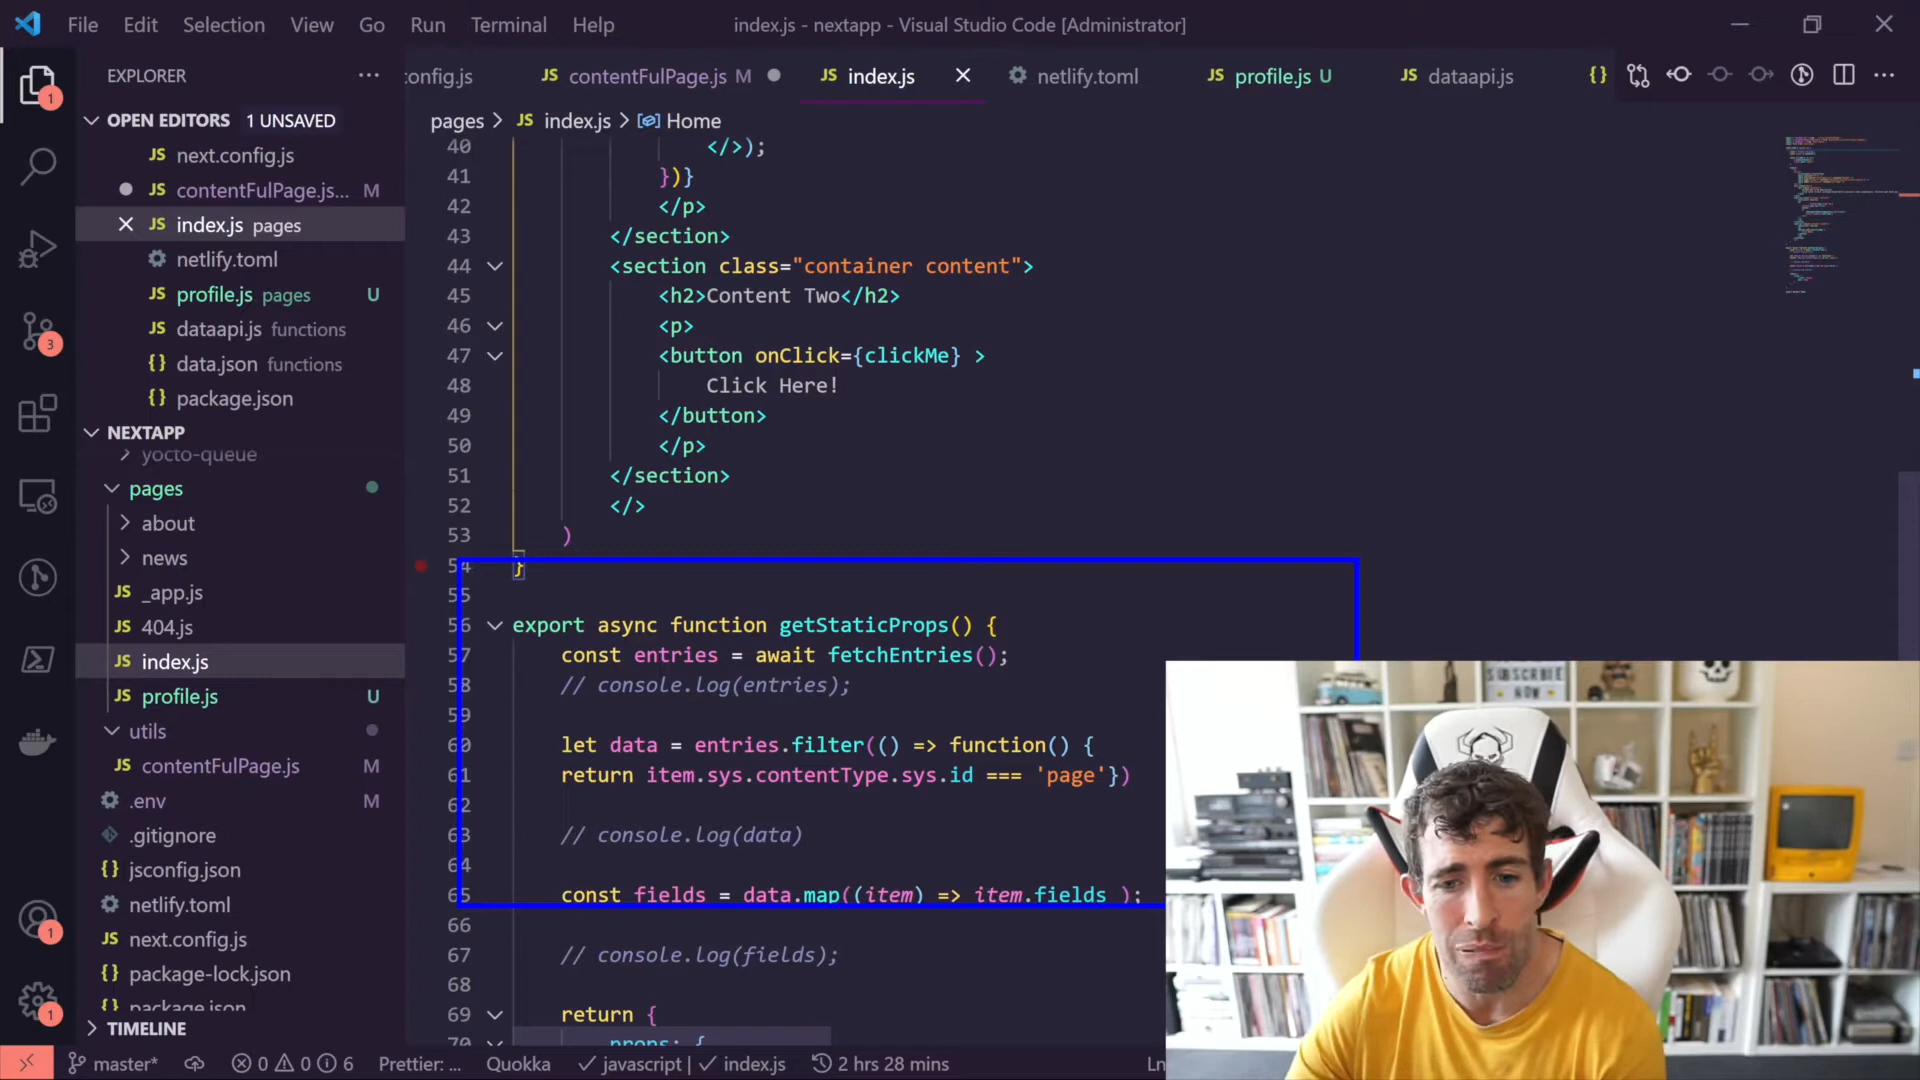 File Edit Selection View Go Run Terminal Help index.js - nextapp - Visual Studio Code [Administrator]
EXPLORER ···
onfig.js JS contentFulPage.js M JS index.js netlify.toml JS profile.js U JS dataapi.js {}
pages > JS index.js > Home
OPEN EDITORS 1 UNSAVED
JS next.config.js
JS contentFulPage.js... M
JS index.js pages
netlify.toml
JS profile.js pages U
JS dataapi.js functions
{} data.json functions
{} package.json
NEXTAPP
yocto-queue
pages
about
news
JS _app.js
JS 404.js
JS index.js
JS profile.js U
utils
JS contentFulPage.js M
.env M
.gitignore
{} jsconfig.json
netlify.toml
JS next.config.js
{} package-lock.json
{} package.json
TIMELINE
1
3
1
1
40 </>);
41 })}
42 </p>
43 </section>
44 <section class="container content">
45 <h2>Content Two</h2>
46 <p>
47 <button onClick={clickMe} >
48 Click Here!
49 </button>
50 </p>
51 </section>
52 </>
53 )
54 }
55
56 export async function getStaticProps() {
57 const entries = await fetchEntries();
58 // console.log(entries);
59
60 let data = entries.filter(() => function() {
61 return item.sys.contentType.sys.id === 'page'})
62
63 // console.log(data)
64
65 const fields = data.map((item) => item.fields );
66
67 // console.log(fields);
68
69 return {
70 props: {
SUBSCRIBE
NOW
master* 0 0 6 Prettier: ... Quokka ✓ javascript | ✓ index.js 2 hrs 28 mins Ln